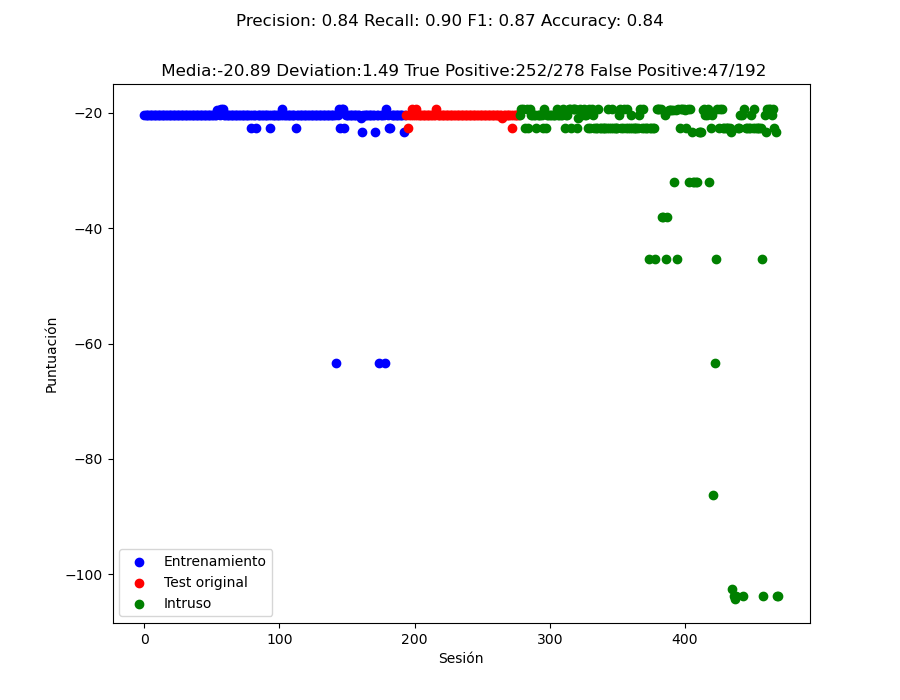 Precision: 0.84 Recall: 0.90 F1: 0.87 Accuracy: 0.84
Media:-20.89 Deviation:1.49 True Positive:252/278 False Positive:47/192
−20
−40
−60
−80
−100
Puntuación
Entrenamiento
Test original
Intruso
0
100
200
300
400
Sesión